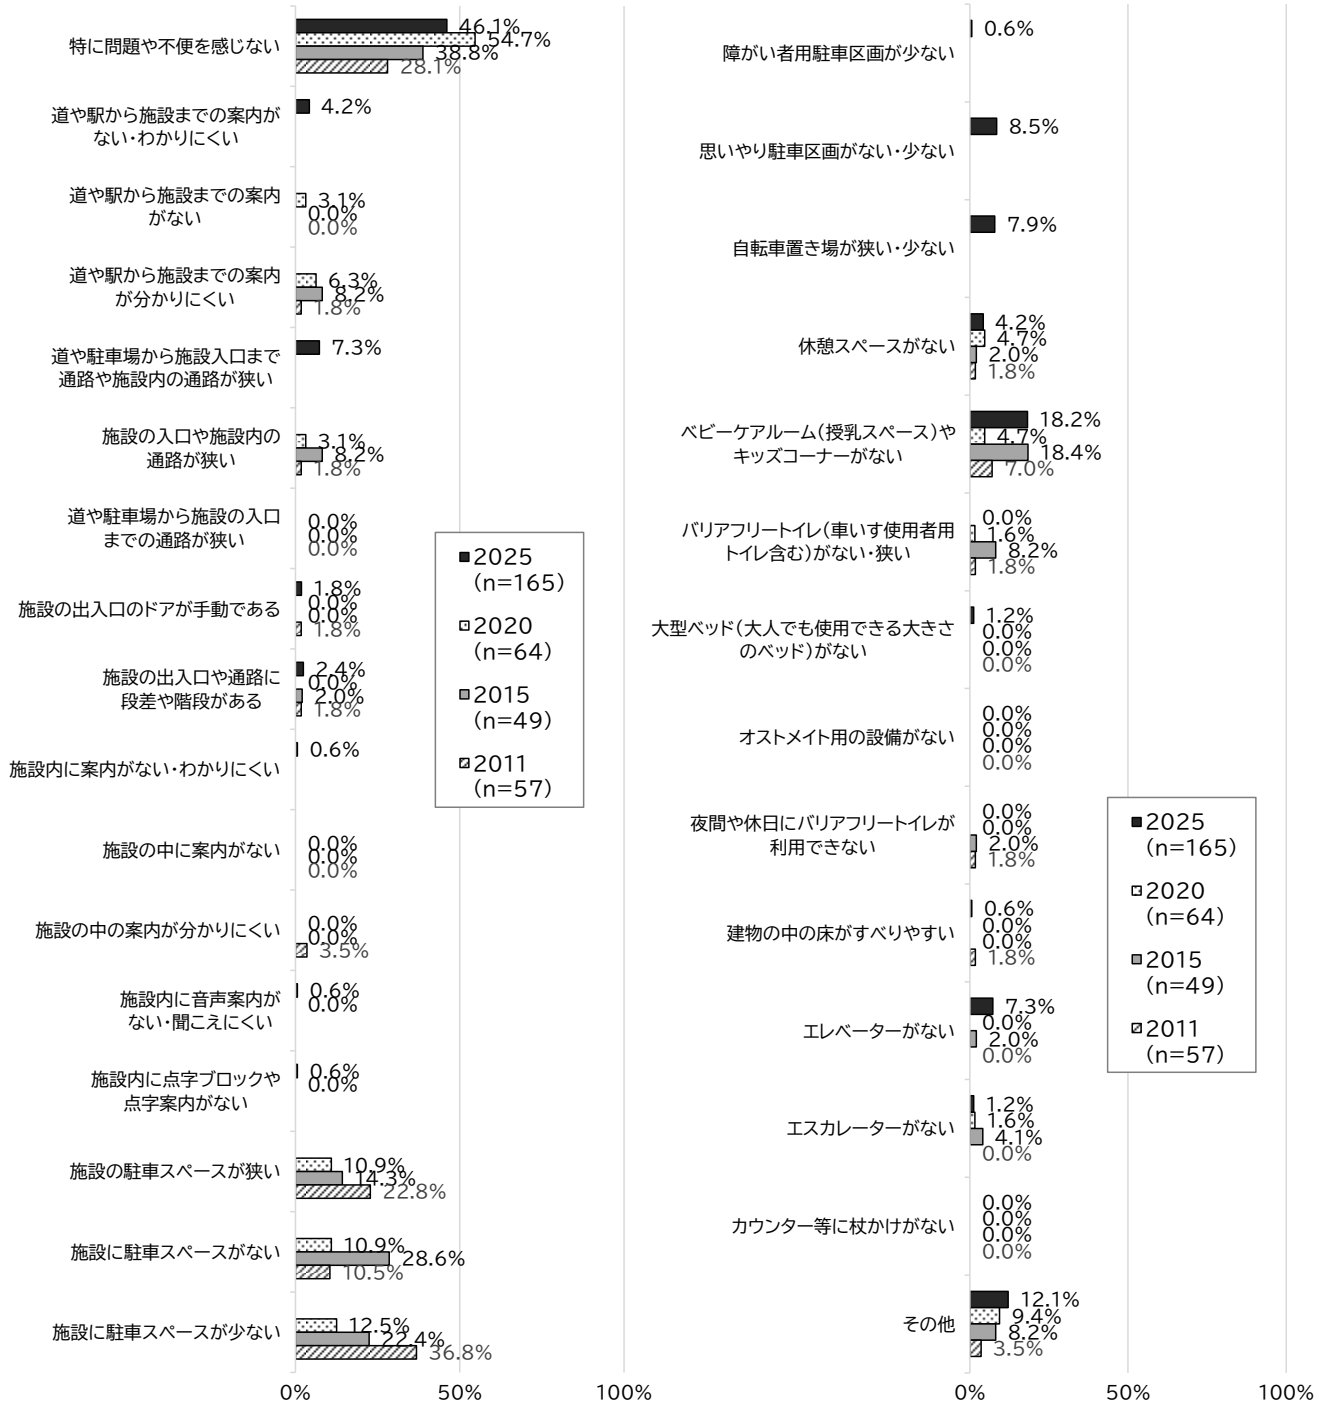 特に問題や不便を感じない
46.1%
54.7%
38.8%
28.1%
道や駅から施設までの案内が
ない・わかりにくい
4.2%
道や駅から施設までの案内
がない
3.1%
0.0%
0.0%
道や駅から施設までの案内
が分かりにくい
6.3%
8.2%
1.8%
道や駐車場から施設入口まで
通路や施設内の通路が狭い
7.3%
施設の入口や施設内の
通路が狭い
3.1%
8.2%
1.8%
道や駐車場から施設の入口
までの通路が狭い
0.0%
0.0%
0.0%
施設の出入口のドアが手動である
1.8%
0.0%
0.0%
1.8%
施設の出入口や通路に
段差や階段がある
2.4%
0.0%
2.0%
1.8%
施設内に案内がない・わかりにくい
0.6%
施設の中に案内がない
0.0%
0.0%
0.0%
施設の中の案内が分かりにくい
0.0%
0.0%
3.5%
施設内に音声案内が
ない・聞こえにくい
0.6%
0.0%
施設内に点字ブロックや
点字案内がない
0.6%
0.0%
施設の駐車スペースが狭い
10.9%
14.3%
22.8%
施設に駐車スペースがない
10.9%
28.6%
10.5%
施設に駐車スペースが少ない
12.5%
22.4%
36.8%
0%
50%
100%
2025
(n=165)
2020
(n=64)
2015
(n=49)
2011
(n=57)
障がい者用駐車区画が少ない
0.6%
思いやり駐車区画がない・少ない
8.5%
自転車置き場が狭い・少ない
7.9%
休憩スペースがない
4.2%
4.7%
2.0%
1.8%
ベビーケアルーム(授乳スペース)や
キッズコーナーがない
18.2%
4.7%
18.4%
7.0%
バリアフリートイレ(車いす使用者用
トイレ含む)がない・狭い
0.0%
1.6%
8.2%
1.8%
大型ベッド(大人でも使用できる大きさ
のベッド)がない
1.2%
0.0%
0.0%
0.0%
オストメイト用の設備がない
0.0%
0.0%
0.0%
0.0%
夜間や休日にバリアフリートイレが
利用できない
0.0%
0.0%
2.0%
1.8%
建物の中の床がすべりやすい
0.6%
0.0%
0.0%
1.8%
エレベーターがない
7.3%
0.0%
2.0%
0.0%
エスカレーターがない
1.2%
1.6%
4.1%
0.0%
カウンター等に杖かけがない
0.0%
0.0%
0.0%
0.0%
その他
12.1%
9.4%
8.2%
3.5%
0%
50%
100%
2025
(n=165)
2020
(n=64)
2015
(n=49)
2011
(n=57)